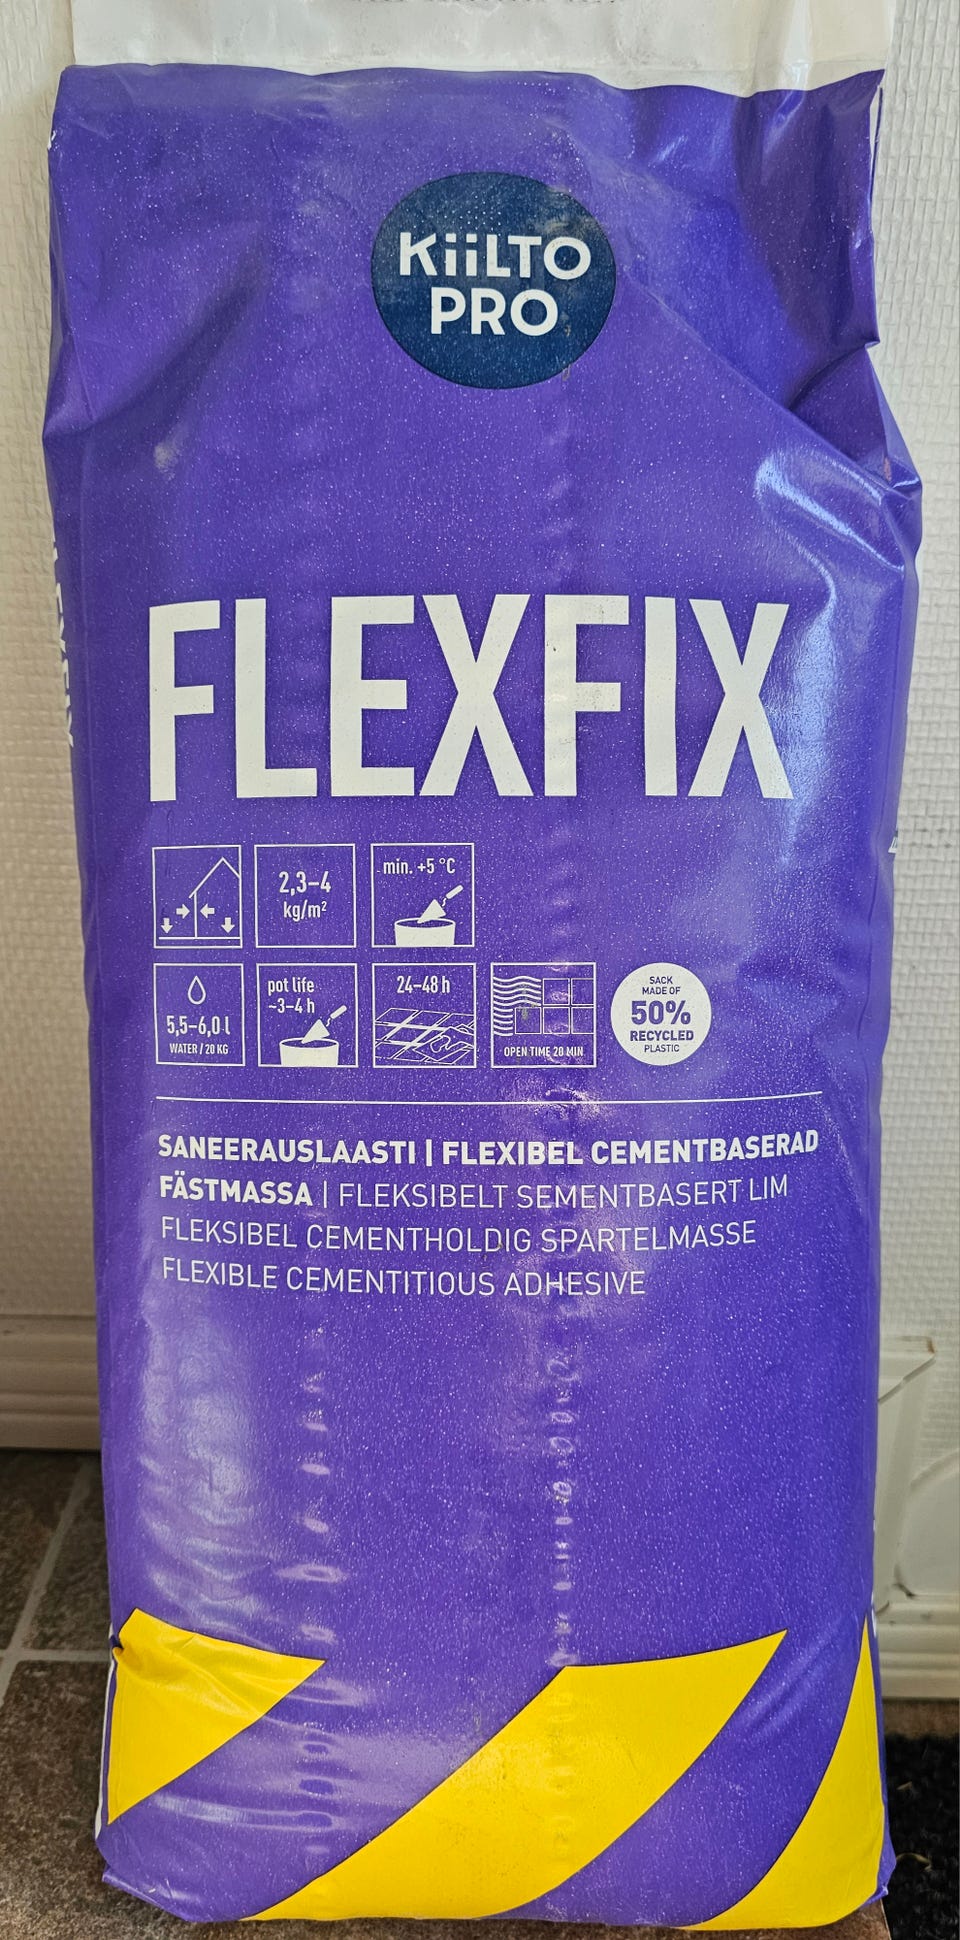 KiiLTO
PRO
FLEXFIX
2,3–4
kg/m²
min. +5 °C
5,5–6,0 l
WATER / 20 KG
pot life
~3–4 h
24–48 h
OPEN TIME 20 MIN
SACK
MADE OF
50%
RECYCLED
PLASTIC
SANEERAUSLAASTI | FLEXIBEL CEMENTBASERAD
FÄSTMASSA | FLEKSIBELT SEMENTBASERT LIM
FLEKSIBEL CEMENTHOLDIG SPARTELMASSE
FLEXIBLE CEMENTITIOUS ADHESIVE